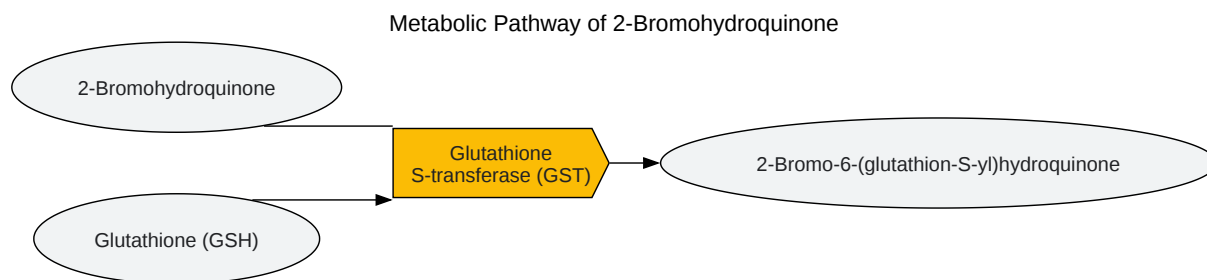 Metabolic Pathway of 2-Bromohydroquinone
2-Bromohydroquinone
Glutathione
S-transferase (GST)
2-Bromo-6-(glutathion-S-yl)hydroquinone
Glutathione (GSH)